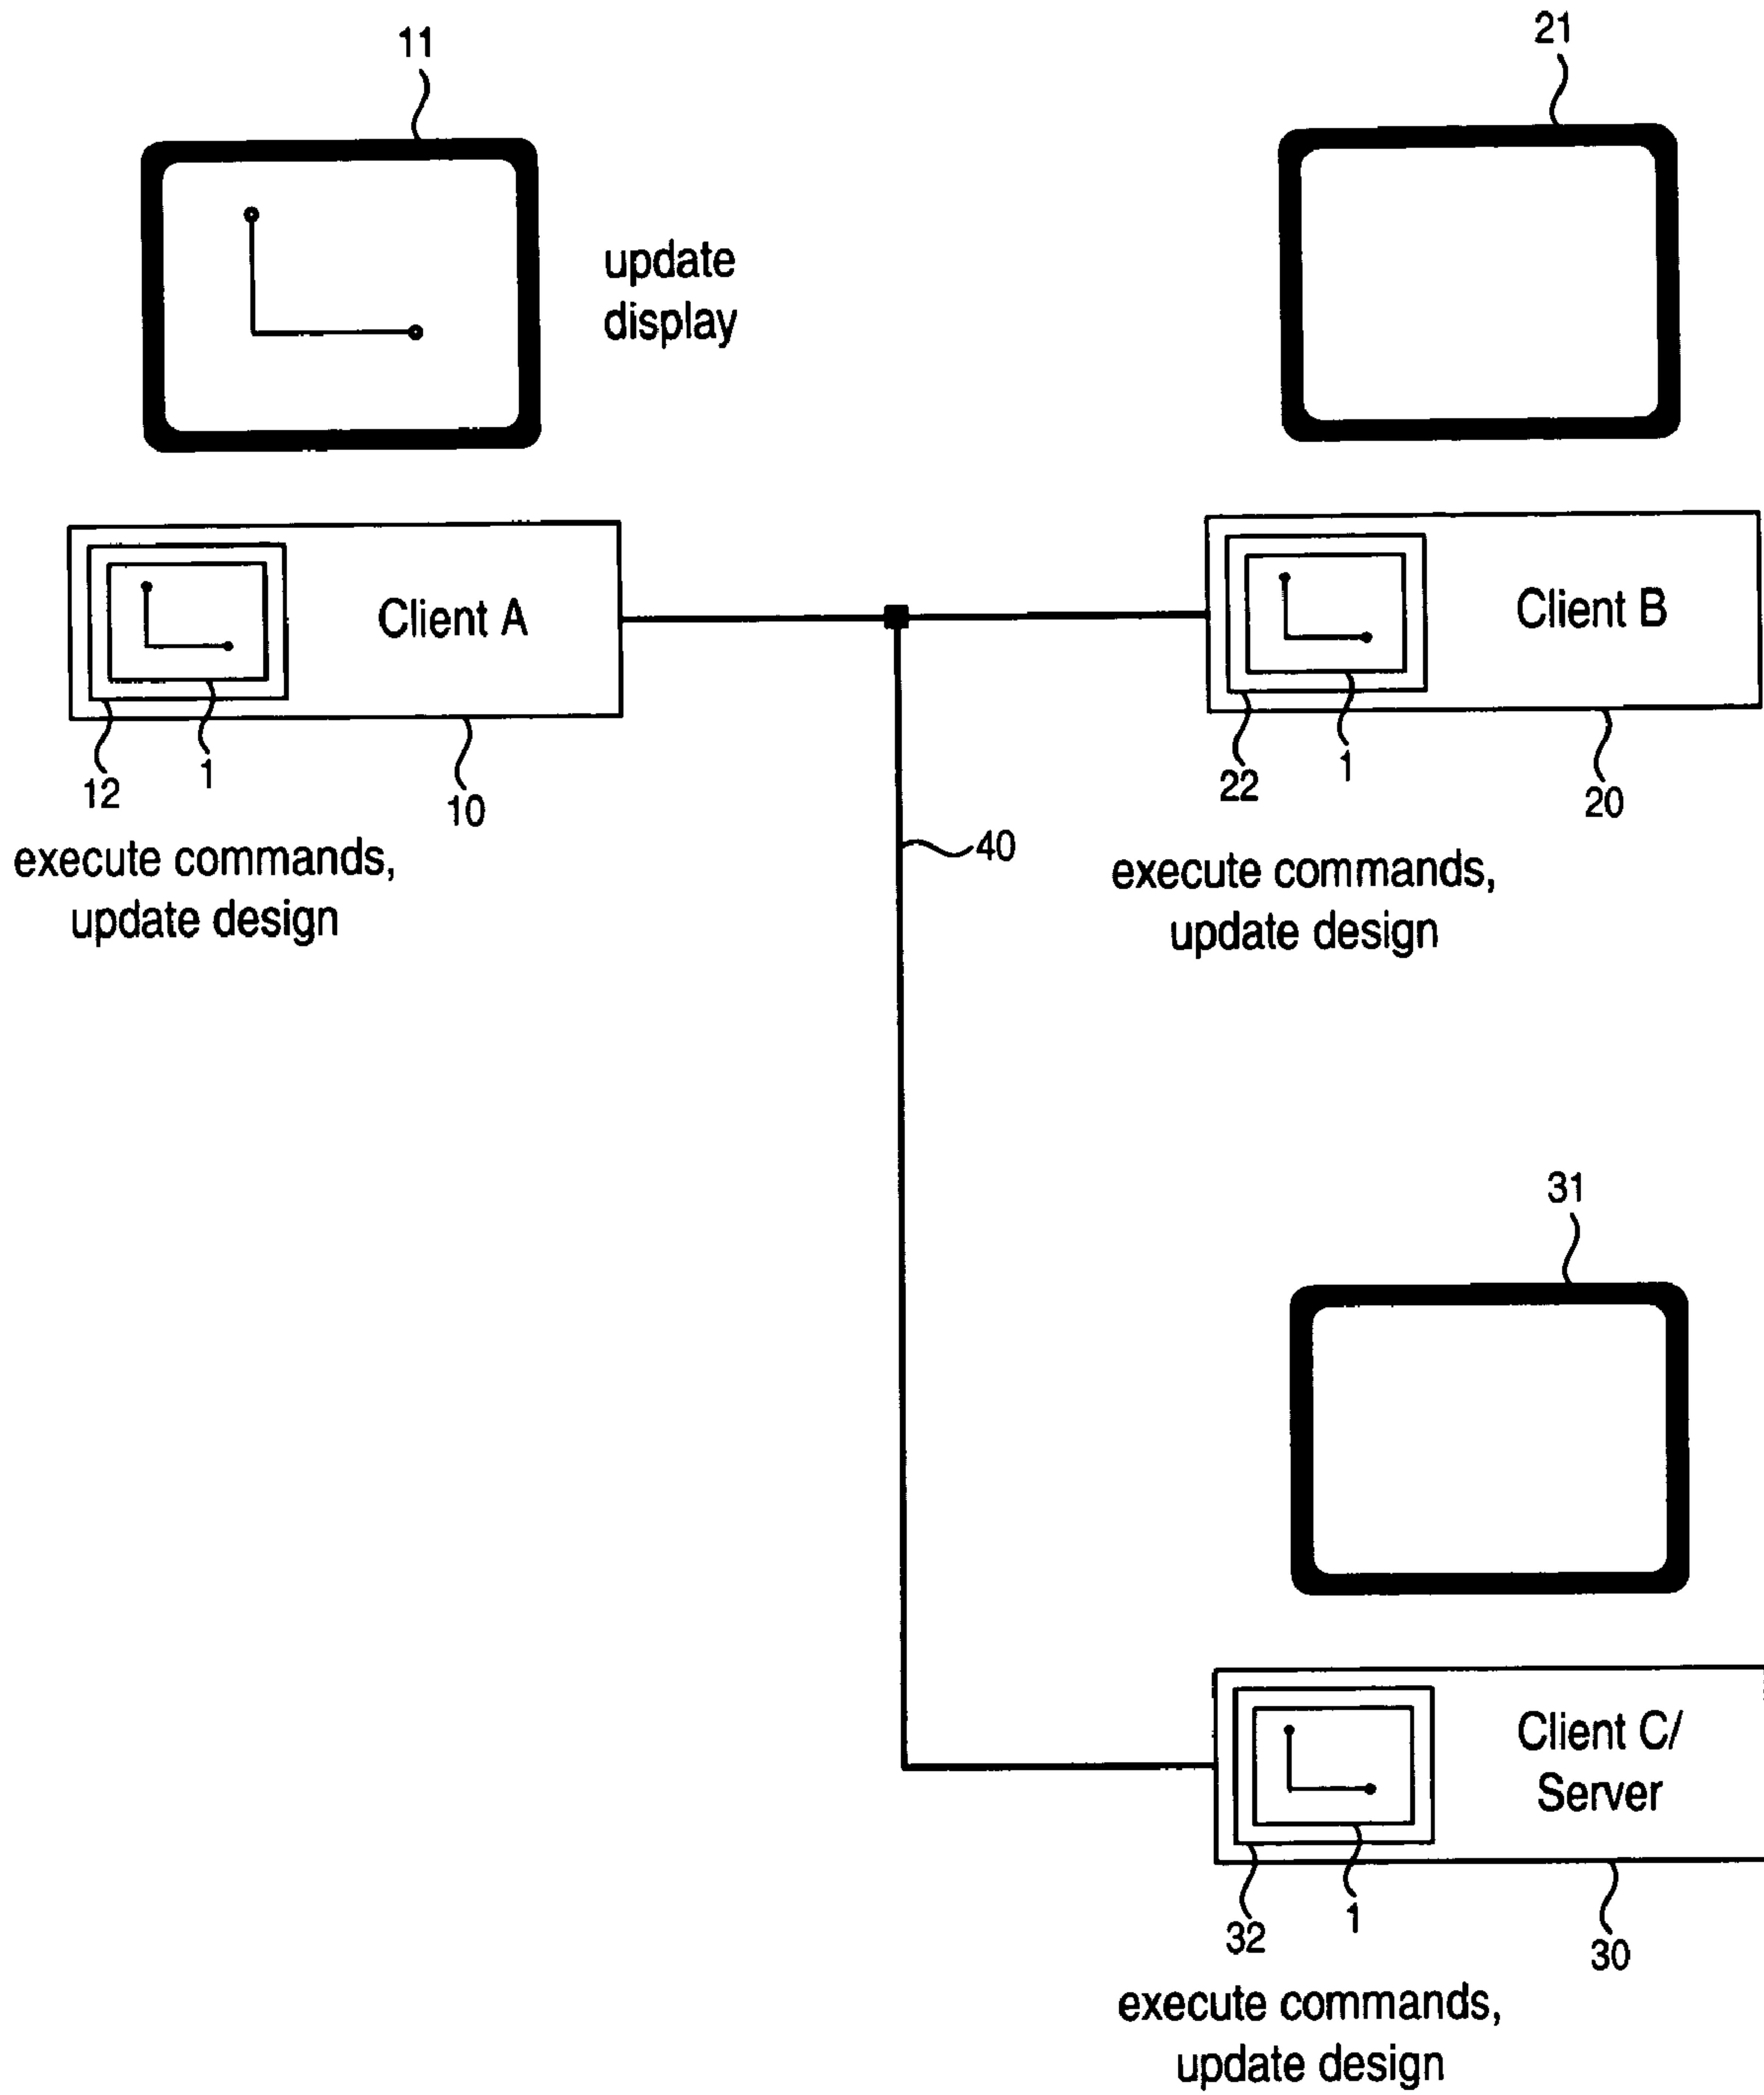 11
21
update
display
Client A
Client B
12
1
10
22
1
20
40
execute commands,
update design
execute commands,
update design
31
Client C/
Server
32
1
30
execute commands,
update design